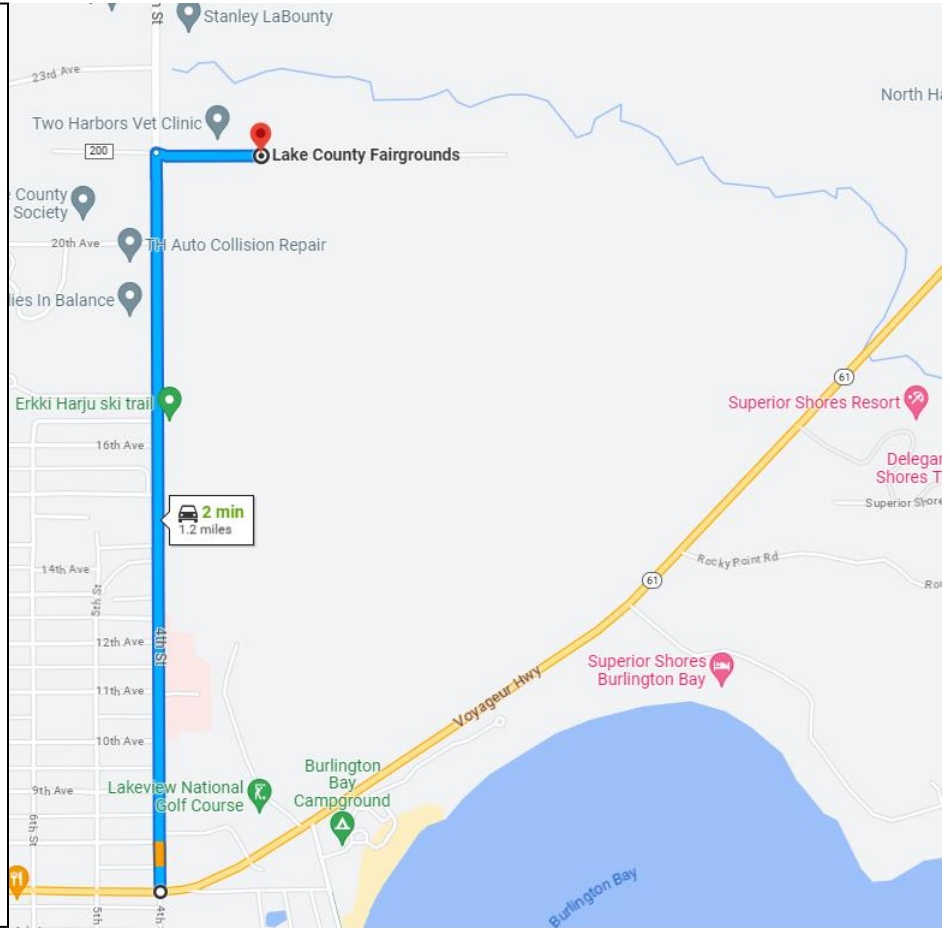 h St
Stanley LaBounty
23rd Ave
North Ha
Two Harbors Vet Clinic
200
Lake County Fairgrounds
County
Society
20th Ave
TH Auto Collision Repair
lies In Balance
61
Erkki Harju ski trail
Superior Shores Resort
16th Ave
Delegar
Shores T
2 min
1.2 miles
Superior Shore
14th Ave
Rocky Point Rd
5th St
61
Ro
12th Ave
4th St
Superior Shores
Burlington Bay
11th Ave
Voyageur Hwy
10th Ave
Burlington
Bay
Campground
9th Ave
Lakeview National
Golf Course
6th St
Burlington Bay
5th
4th